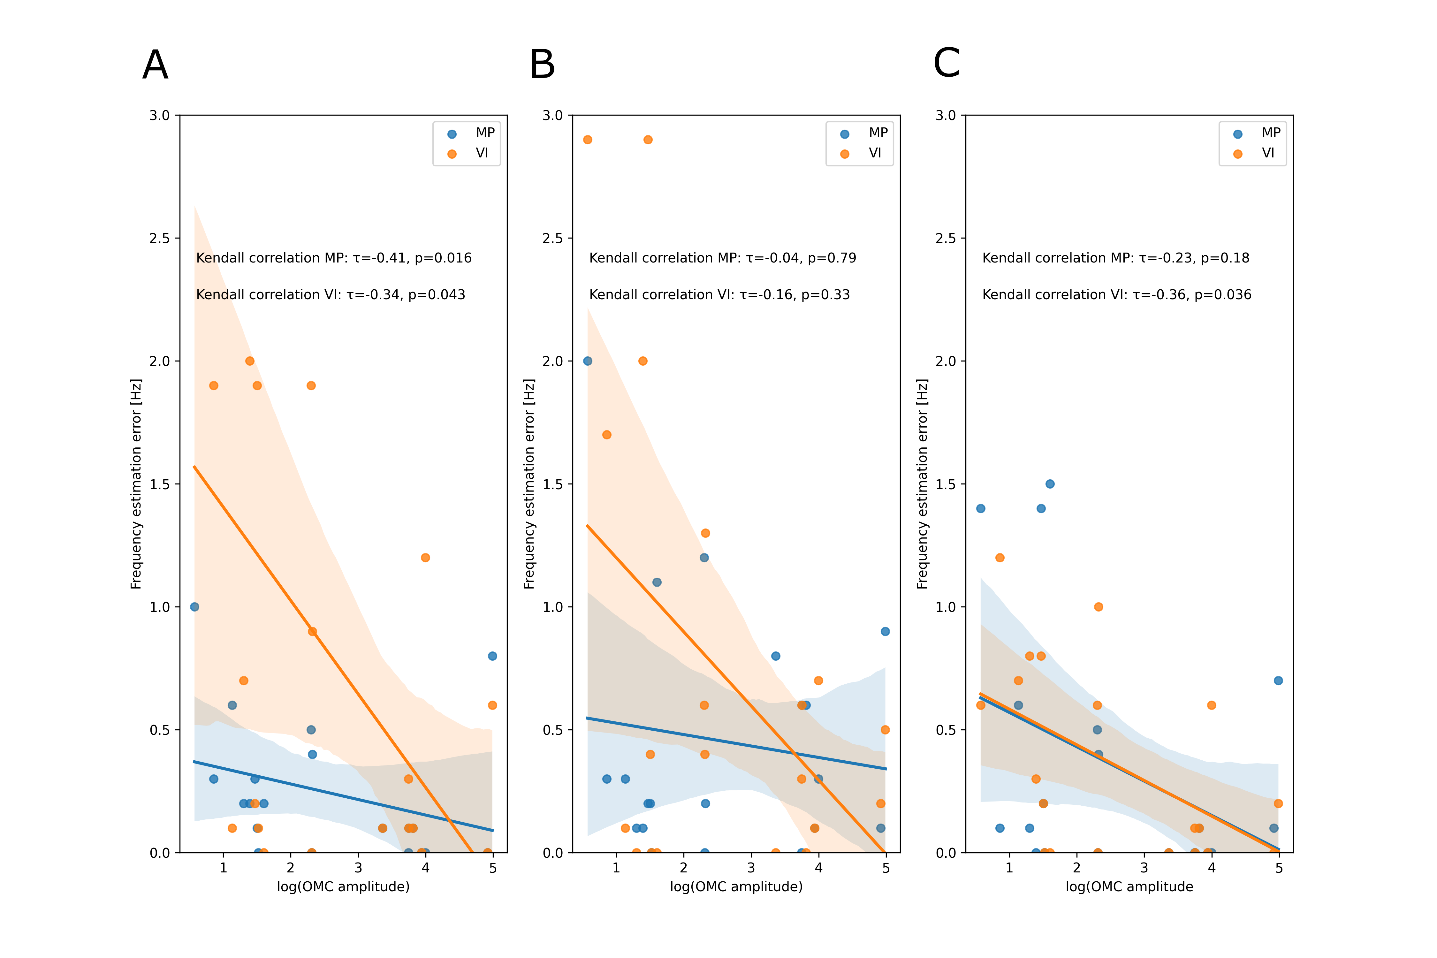 A
B
C
3.0
2.5
2.0
1.5
1.0
0.5
0.0
1
2
3
4
5
Frequency estimation error [Hz]
log(OMC amplitude)
MP
VI
Kendall correlation MP: τ=-0.41, p=0.016
Kendall correlation VI: τ=-0.34, p=0.043
3.0
2.5
2.0
1.5
1.0
0.5
0.0
1
2
3
4
5
Frequency estimation error [Hz]
log(OMC amplitude)
MP
VI
Kendall correlation MP: τ=-0.04, p=0.79
Kendall correlation VI: τ=-0.16, p=0.33
3.0
2.5
2.0
1.5
1.0
0.5
0.0
1
2
3
4
5
Frequency estimation error [Hz]
log(OMC amplitude
MP
VI
Kendall correlation MP: τ=-0.23, p=0.18
Kendall correlation VI: τ=-0.36, p=0.036